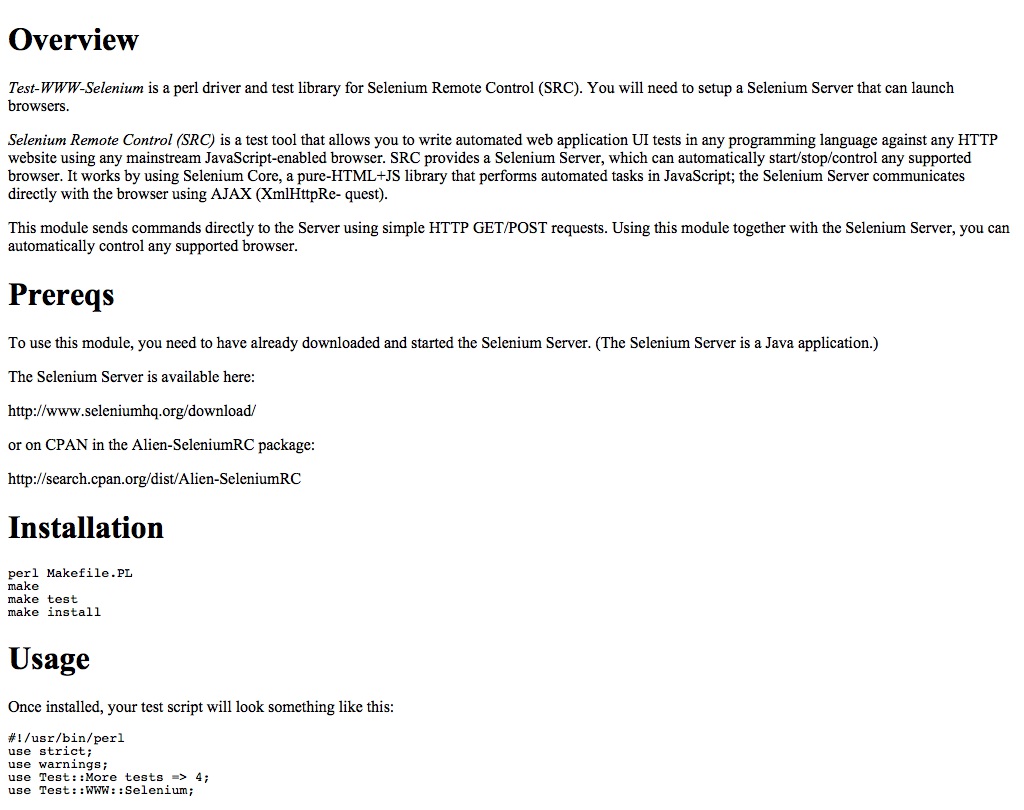 Overview
Test-WWW-Selenium is a perl driver and test library for Selenium Remote Control (SRC). You will need to setup a Selenium Server that can launch
browsers.
Selenium Remote Control (SRC) is a test tool that allows you to write automated web application UI tests in any programming language against any HTTP
website using any mainstream JavaScript-enabled browser. SRC provides a Selenium Server, which can automatically start/stop/control any supported
browser. It works by using Selenium Core, a pure-HTML+JS library that performs automated tasks in JavaScript; the Selenium Server communicates
directly with the browser using AJAX (XmlHttpRe- quest).
This module sends commands directly to the Server using simple HTTP GET/POST requests. Using this module together with the Selenium Server, you can
automatically control any supported browser.
Prereqs
To use this module, you need to have already downloaded and started the Selenium Server. (The Selenium Server is a Java application.)
The Selenium Server is available here:
http://www.seleniumhq.org/download/
or on CPAN in the Alien-SeleniumRC package:
http://search.cpan.org/dist/Alien-SeleniumRC
Installation
perl Makefile.PL
make
make test
make install
Usage
Once installed, your test script will look something like this:
#!/usr/bin/perl
use strict;
use warnings;
use Test::More tests => 4;
use Test::WWW::Selenium;